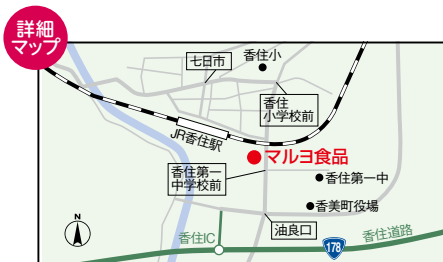 詳細
マップ
七日市
香住小
香住
小学校前
JR香住駅
マルヨ食品
香住第一
中学校前
香住第一中
香美町役場
油良口
N
香住IC
178
香住道路